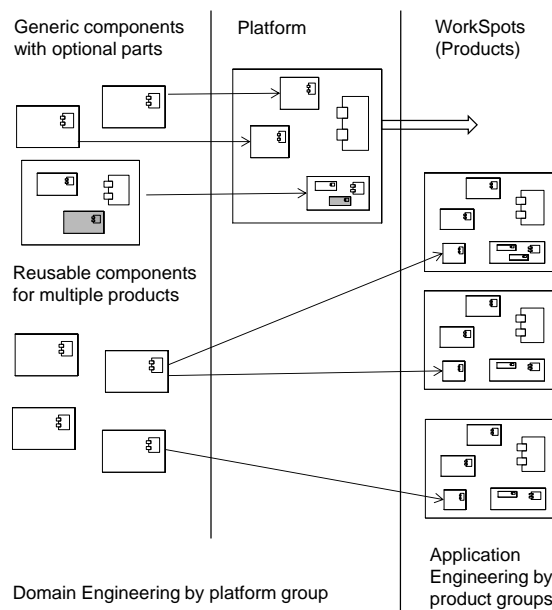 Generic components
with optional parts
Platform
WorkSpots
(Products)
Reusable components
for multiple products
Domain Engineering by platform group
Application
Engineering by
product groups